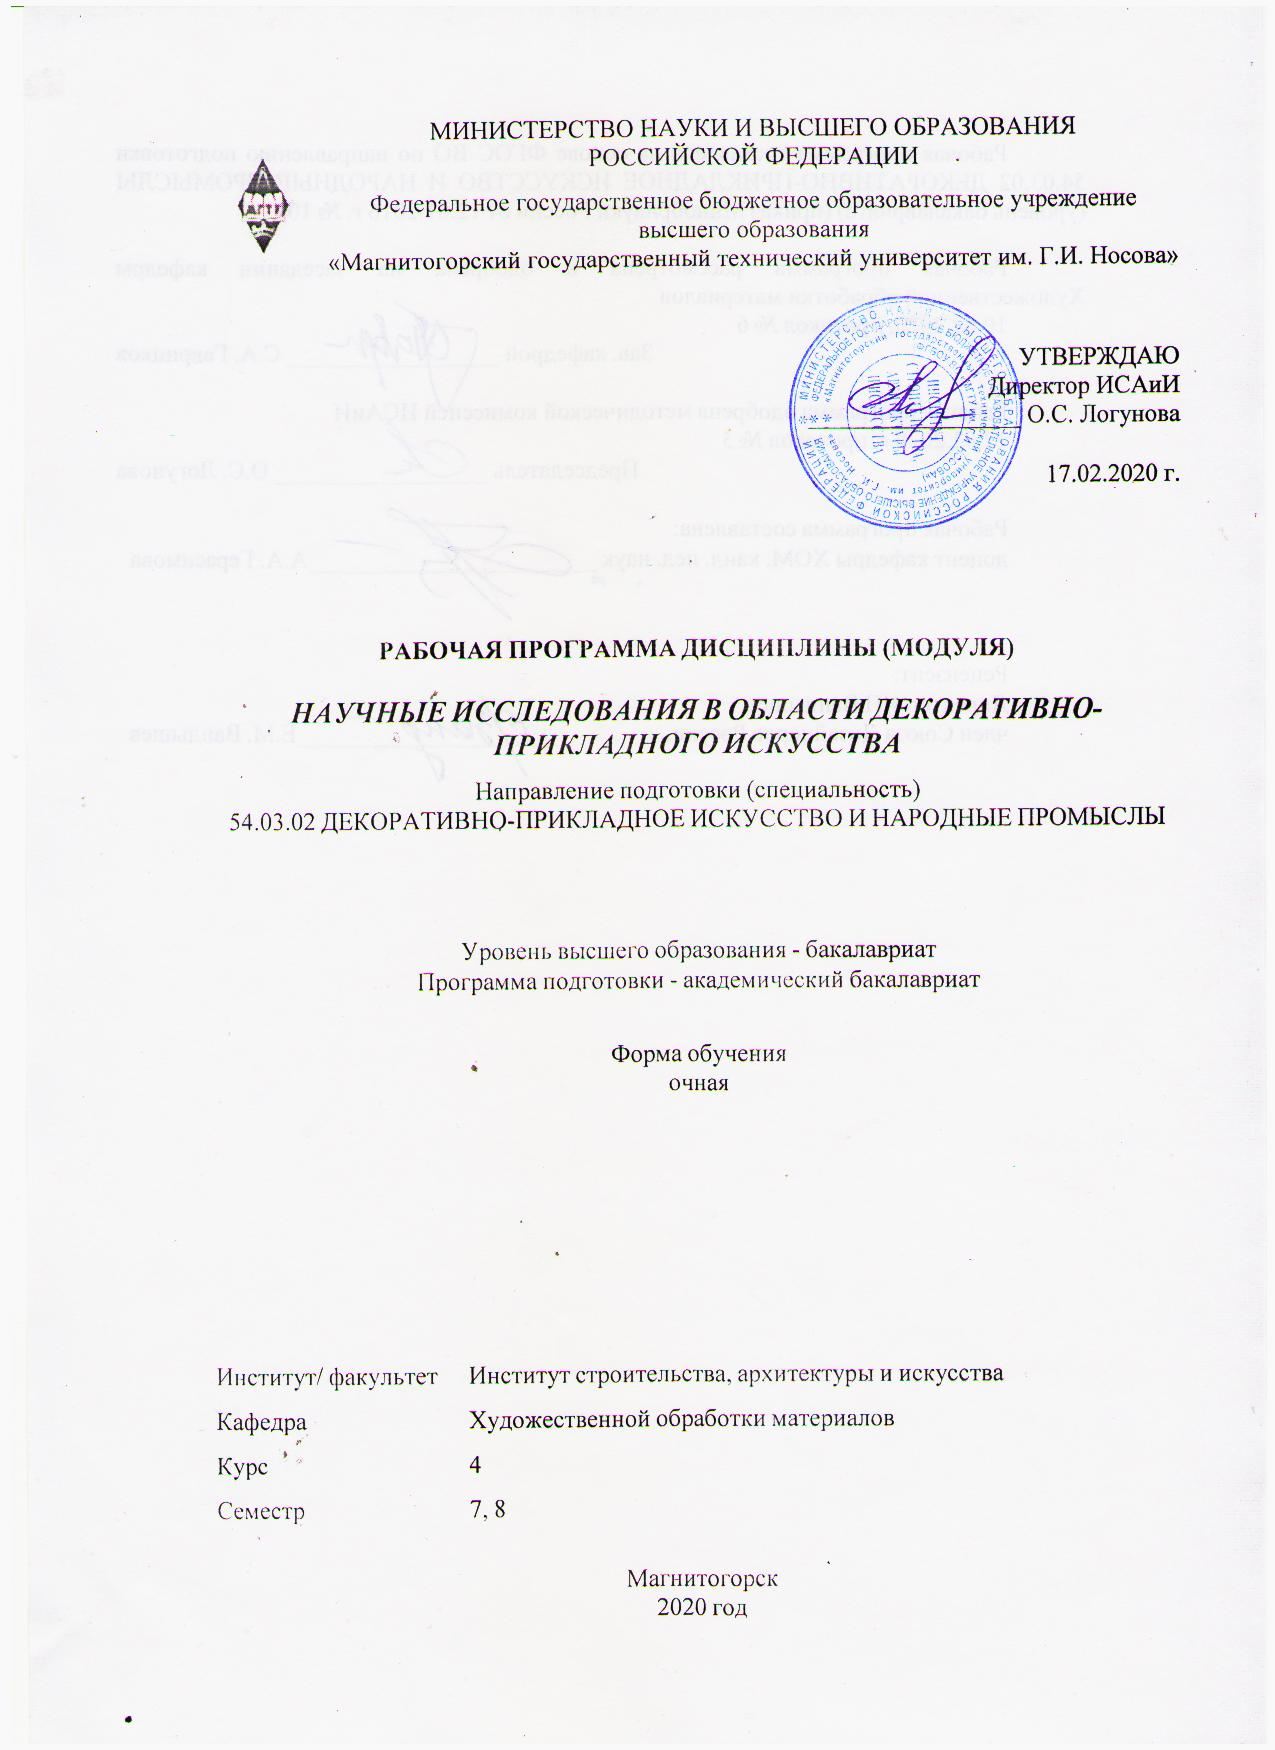 МИНИСТЕРСТВО НАУКИ И ВЫСШЕГО ОБРАЗОВАНИЯ
РОССИЙСКОЙ ФЕДЕРАЦИИ
Федеральное государственное бюджетное образовательное учреждение
высшего образования
«Магнитогорский государственный технический университет им. Г.И. Носова»
УТВЕРЖДАЮ
Директор ИСАиИ
О.С. Логунова
17.02.2020 г.
РАБОЧАЯ ПРОГРАММА ДИСЦИПЛИНЫ (МОДУЛЯ)
НАУЧНЫЕ ИССЛЕДОВАНИЯ В ОБЛАСТИ ДЕКОРАТИВНО-
ПРИКЛАДНОГО ИСКУССТВА
Направление подготовки (специальность)
54.03.02 ДЕКОРАТИВНО-ПРИКЛАДНОЕ ИСКУССТВО И НАРОДНЫЕ ПРОМЫСЛЫ
Уровень высшего образования - бакалавриат
Программа подготовки - академический бакалавриат
Форма обучения
очная
Институт/ факультет Институт строительства, архитектуры и искусства
Кафедра Художественной обработки материалов
Курс 4
Семестр 7, 8
Магнитогорск
2020 год